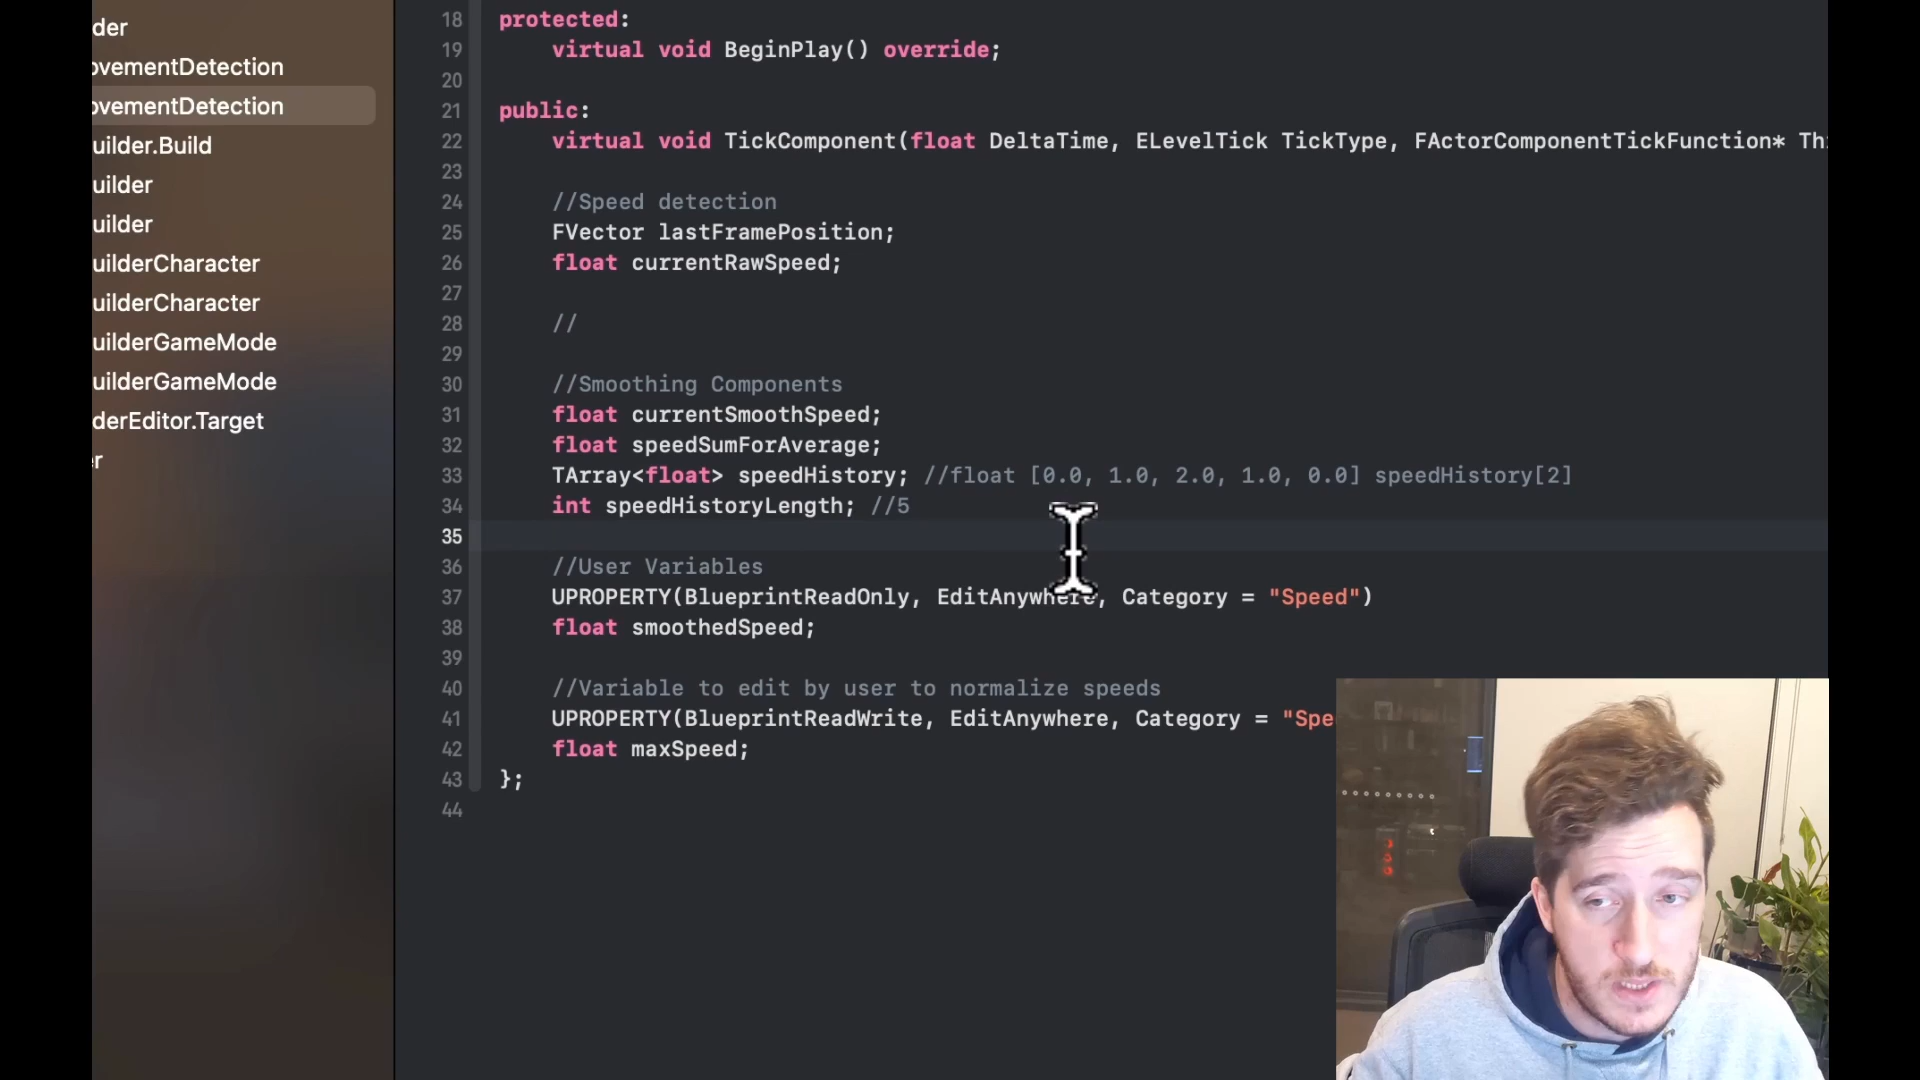 der
ovementDetection
ovementDetection
uilder.Build
uilder
uilder
uilderCharacter
uilderCharacter
uilderGameMode
uilderGameMode
derEditor.Target
er
18 protected:
19 virtual void BeginPlay() override;
20
21 public:
22 virtual void TickComponent(float DeltaTime, ELevelTick TickType, FActorComponentTickFunction* Thi
23
24 //Speed detection
25 FVector lastFramePosition;
26 float currentRawSpeed;
27
28 //
29
30 //Smoothing Components
31 float currentSmoothSpeed;
32 float speedSumForAverage;
33 TArray<float> speedHistory; //float [0.0, 1.0, 2.0, 1.0, 0.0] speedHistory[2]
34 int speedHistoryLength; //5
35
36 //User Variables
37 UPROPERTY(BlueprintReadOnly, EditAnywhere, Category = "Speed")
38 float smoothedSpeed;
39
40 //Variable to edit by user to normalize speeds
41 UPROPERTY(BlueprintReadWrite, EditAnywhere, Category = "Spe
42 float maxSpeed;
43 };
44